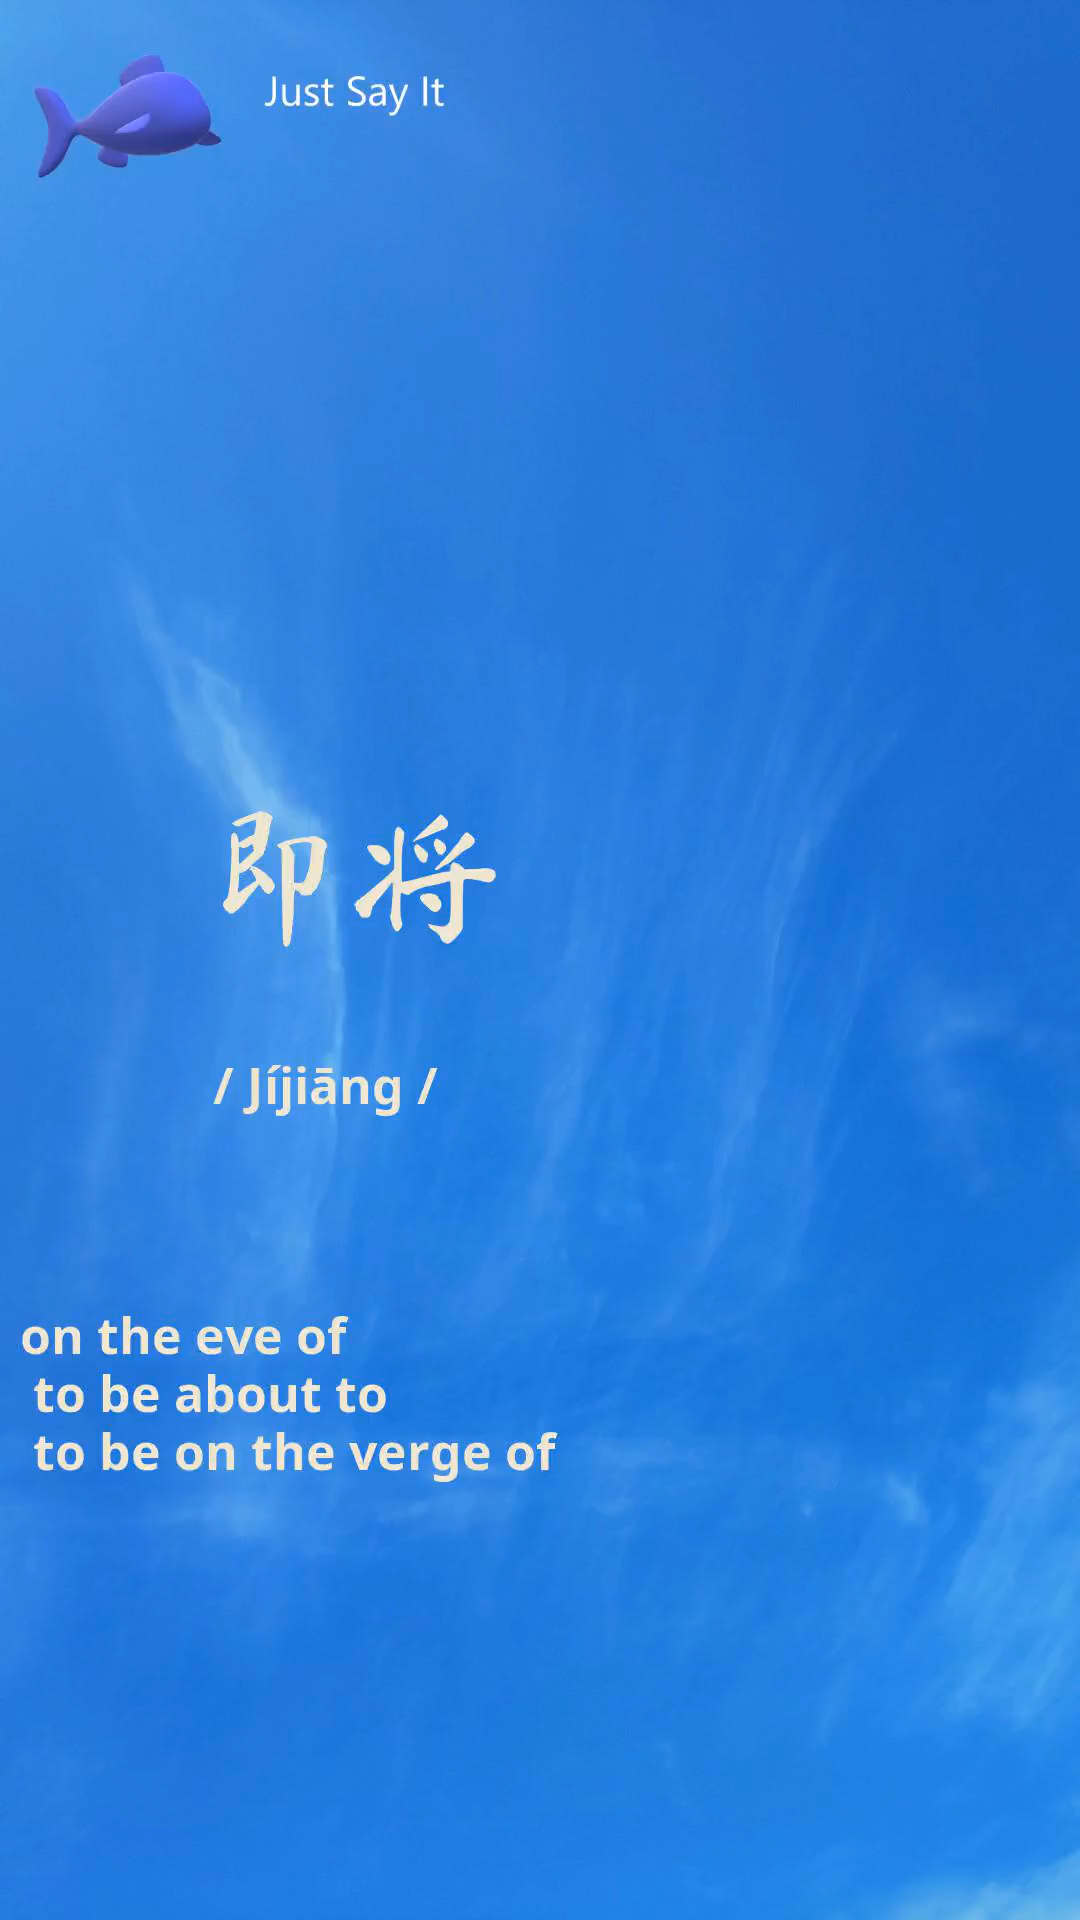 Just Say It
即将
/ Jíjiāng /
on the eve of
to be about to
to be on the verge of